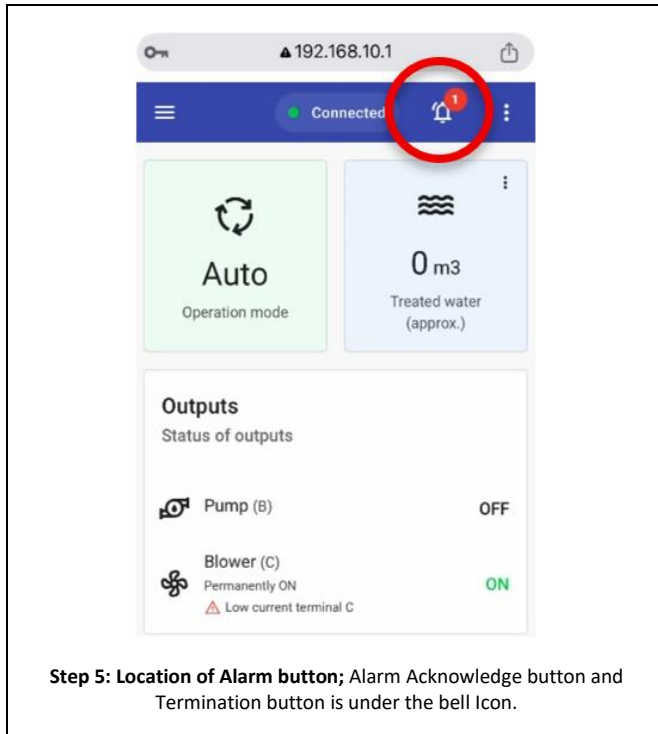 192.168.10.1
Connected
1
Auto
Operation mode
0 m3
Treated water
(approx.)
Outputs
Status of outputs
Pump (B)
OFF
Blower (C)
Permanently ON
ON
Low current terminal C
Step 5: Location of Alarm button; Alarm Acknowledge button and
Termination button is under the bell Icon.